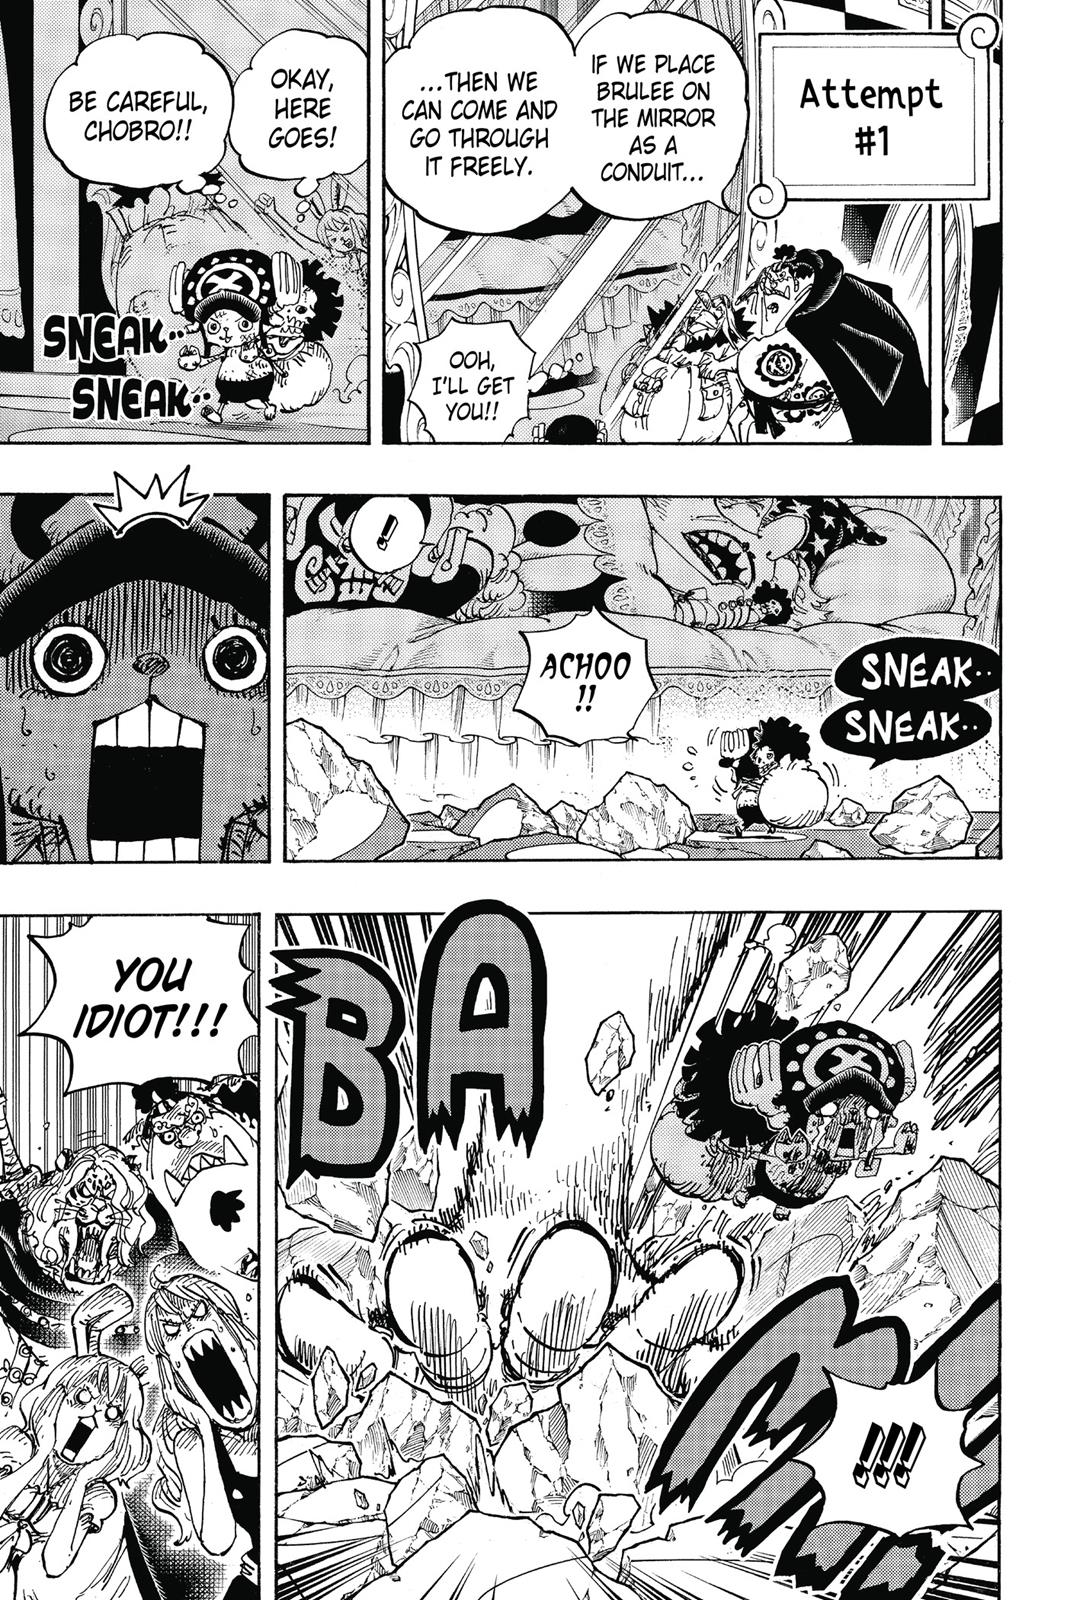 Attempt
#1
IF WE PLACE
BRULEE ON
THE MIRROR
AS A
CONDUIT...
...THEN WE
CAN COME AND
GO THROUGH
IT FREELY.
OOH,
I'LL GET
YOU!!
OKAY,
HERE
GOES!
BE CAREFUL,
CHOBRO!!
SNEAK..
SNEAK..
SNEAK..
SNEAK..
ACHOO
!!
!!
BA
M
!!!
YOU
IDIOT!!!